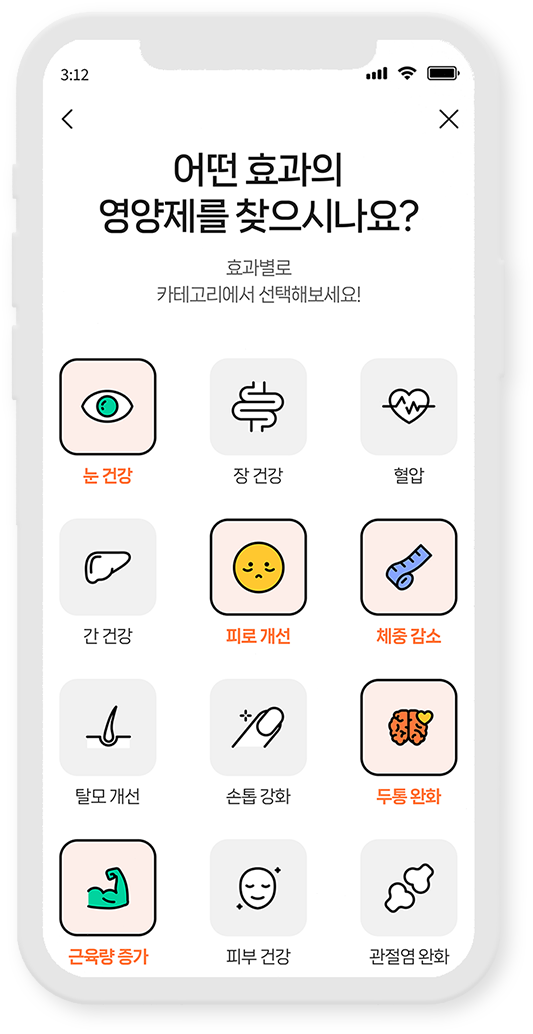 3:12
어떤 효과의
영양제를 찾으시나요?
효과별로
카테고리에서 선택해보세요!
눈 건강
장 건강
혈압
간 건강
피로 개선
체중 감소
탈모 개선
손톱 강화
두통 완화
근육량 증가
피부 건강
관절염 완화